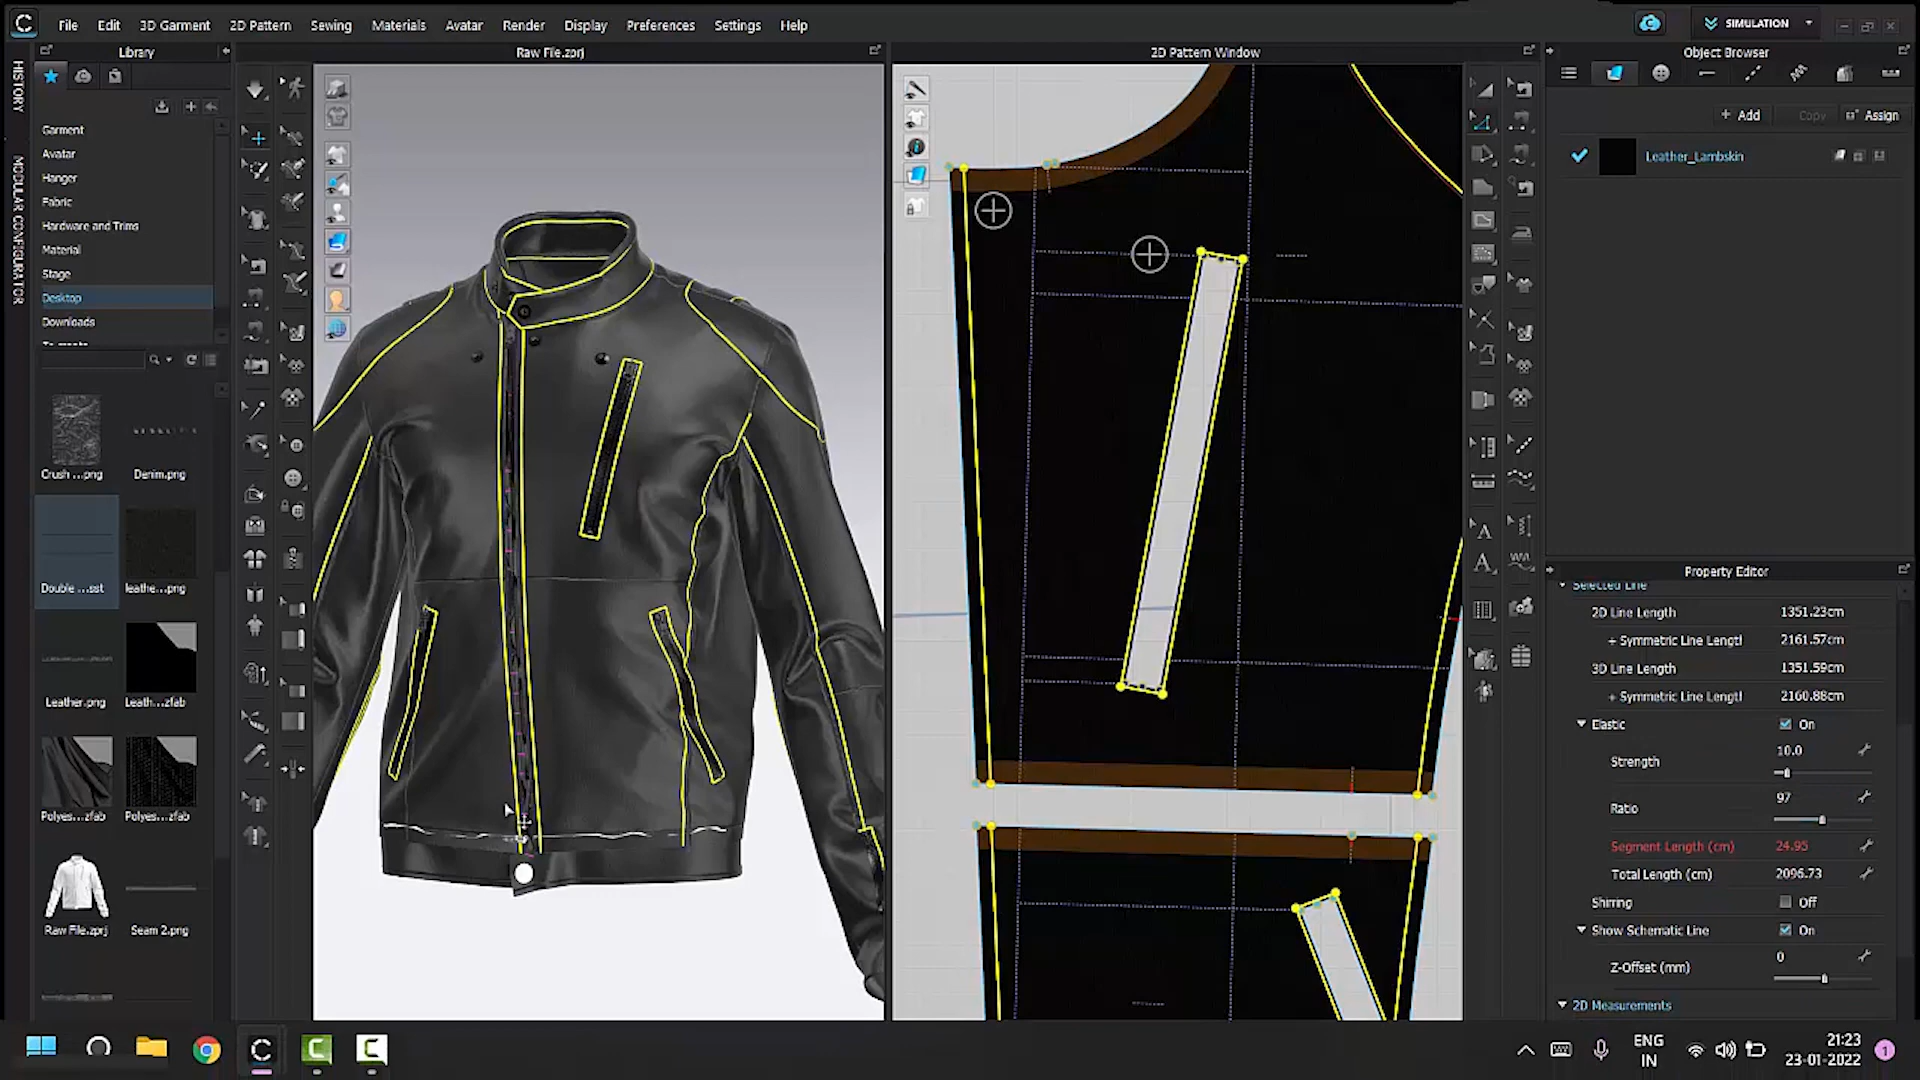 File Edit 3D Garment 2D Pattern Sewing Materials Avatar Render Display Preferences Settings Help
SIMULATION
HISTORY
MODULAR CONFIGURATOR
Library
Raw File.zprj
2D Pattern Window
Object Browser
Garment
Avatar
Hanger
Fabric
Hardware and Trims
Material
Stage
Desktop
Downloads
+ Add
Copy
Assign
Leather_Lambskin
Crush ...png
Denim.png
Double ...sst
leathe...png
Leather.png
Leath...zfab
Polyes...zfab
Polyes...zfab
Raw File.zprj
Seam 2.png
Property Editor
Selected Line
2D Line Length 1351.23cm
+ Symmetric Line Lengtl 2161.57cm
3D Line Length 1351.59cm
+ Symmetric Line Lengtl 2160.88cm
Elastic On
Strength 10.0
Ratio 97
Segment Length (cm) 24.95
Total Length (cm) 2096.73
Shirring Off
Show Schematic Line On
Z-Offset (mm) 0
2D Measurements
ENG
IN
21:23
23-01-2022
1